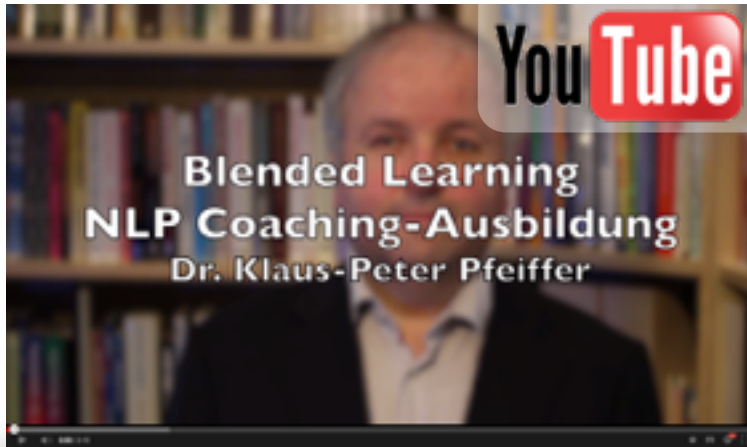 YouTube
Blended Learning
NLP Coaching-Ausbildung
Dr. Klaus-Peter Pfeiffer